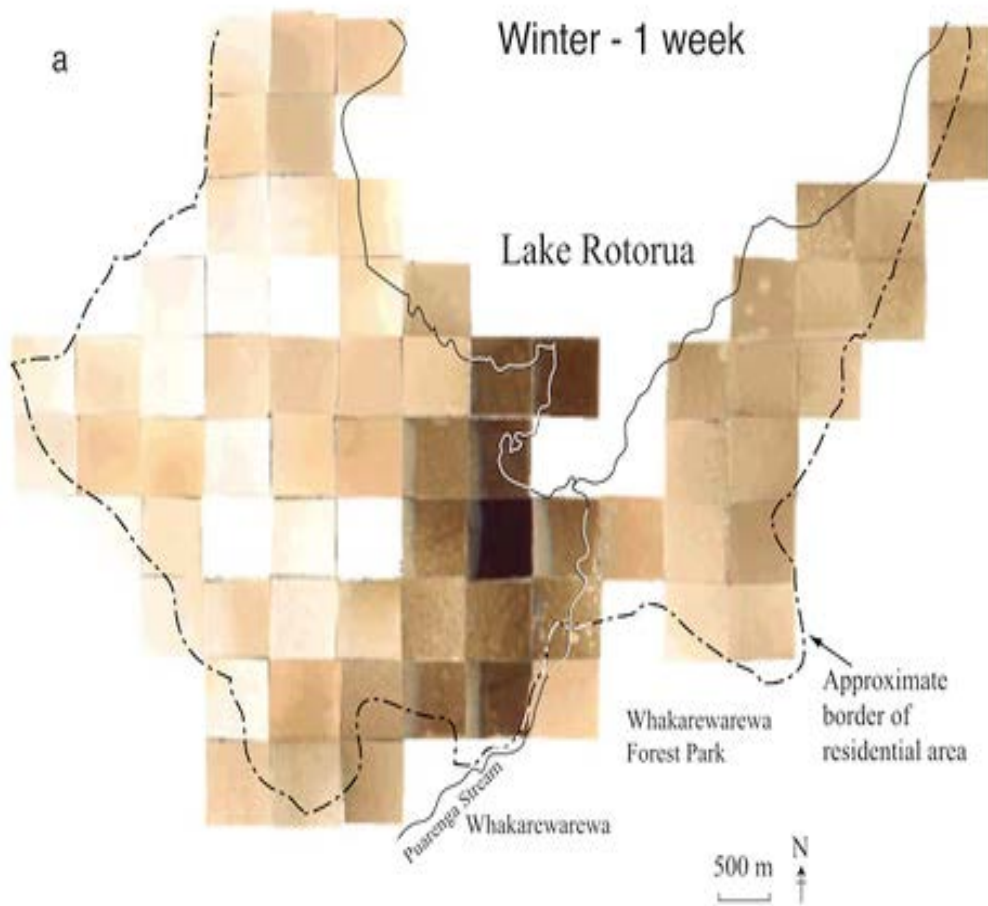 a
Winter - 1 week
Lake Rotorua
Approximate
border of
residential area
Whakarewarewa
Forest Park
Puarenga Stream
Whakarewarewa
500 m
N